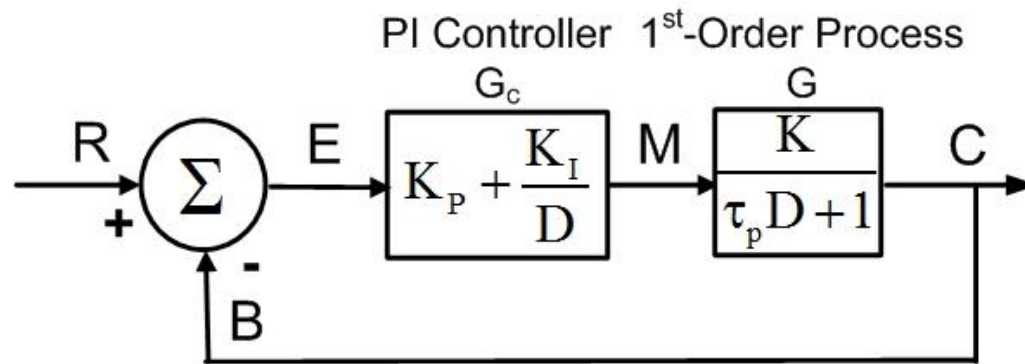 PI Controller 1st-Order Process
Gc G
R E M C
Σ
KP + KI/D
K/(τpD + 1)
+
-
B